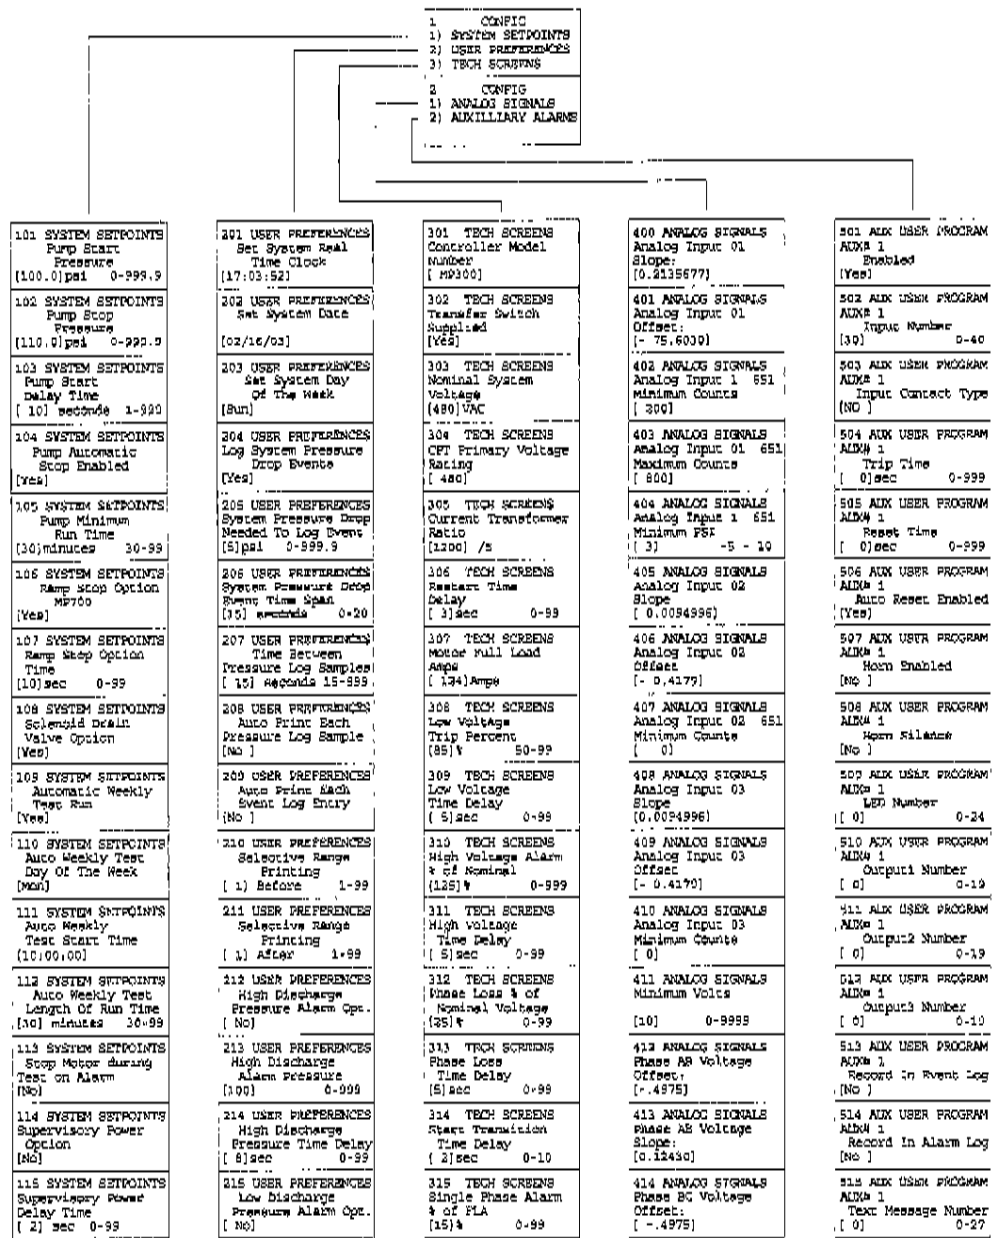 1 CONFIG
1) SYSTEM SETPOINTS
2) USER PREFERENCES
3) TECH SCREENS
2 CONFIG
1) ANALOG SIGNALS
2) AUXILLIARY ALARMS
101 SYSTEM SETPOINTS
Pump Start
Pressure
[100.0]psi 0-999.9
102 SYSTEM SETPOINTS
Pump Stop
Pressure
[110.0]psi 0-999.9
103 SYSTEM SETPOINTS
Pump Start
Delay Time
[ 10] seconds 1-999
104 SYSTEM SETPOINTS
Pump Automatic
Stop Enabled
[Yes]
105 SYSTEM SETPOINTS
Pump Minimum
Run Time
[30]minutes 30-99
106 SYSTEM SETPOINTS
Ramp Stop Option
MP700
[Yes]
107 SYSTEM SETPOINTS
Ramp Stop Option
Time
[10]sec 0-99
108 SYSTEM SETPOINTS
Solenoid Drain
Valve Option
[Yes]
109 SYSTEM SETPOINTS
Automatic Weekly
Test Run
[Yes]
110 SYSTEM SETPOINTS
Auto Weekly Test
Day Of The Week
[Mon]
111 SYSTEM SETPOINTS
Auto Weekly
Test Start Time
[10:00:00]
112 SYSTEM SETPOINTS
Auto Weekly Test
Length Of Run Time
[30] minutes 30-99
113 SYSTEM SETPOINTS
Stop Motor during
Test on Alarm
[No]
114 SYSTEM SETPOINTS
Supervisory Power
Option
[No]
115 SYSTEM SETPOINTS
Supervisory Power
Delay Time
[ 2] sec 0-99
201 USER PREFERENCES
Set System Real
Time Clock
[17:03:52]
202 USER PREFERENCES
Set System Date
[02/16/03]
203 USER PREFERENCES
Set System Day
Of The Week
[Sun]
204 USER PREFERENCES
Log System Pressure
Drop Events
[Yes]
205 USER PREFERENCES
System Pressure Drop
Needed To Log Event
[5]psi 0-999.9
206 USER PREFERENCES
System Pressure Drop
Event Time Span
[15] seconds 0-20
207 USER PREFERENCES
Time Between
Pressure Log Samples
[ 15] Seconds 15-999
208 USER PREFERENCES
Auto Print Each
Pressure Log Sample
[No ]
209 USER PREFERENCES
Auto Print Each
Event Log Entry
[No ]
210 USER PREFERENCES
Selective Range
Printing
[ 1] Before 1-99
211 USER PREFERENCES
Selective Range
Printing
[ 1] After 1-99
212 USER PREFERENCES
High Discharge
Pressure Alarm Opt.
[ No]
213 USER PREFERENCES
High Discharge
Alarm Pressure
[100] 0-999
214 USER PREFERENCES
High Discharge
Pressure Time Delay
[ 8]sec 0-99
215 USER PREFERENCES
Low Discharge
Pressure Alarm Opt.
[ No]
301 TECH SCREENS
Controller Model
Number
[ MP300]
302 TECH SCREENS
Transfer Switch
Supplied
[Yes]
303 TECH SCREENS
Nominal System
Voltage
[480]VAC
304 TECH SCREENS
CPT Primary Voltage
Rating
[ 480]
305 TECH SCREENS
Current Transformer
Ratio
[1200] /5
306 TECH SCREENS
Restart Time
Delay
[ 3]sec 0-99
307 TECH SCREENS
Motor Full Load
Amps
[ 124]Amps
308 TECH SCREENS
Low Voltage
Trip Percent
[85]% 50-99
309 TECH SCREENS
Low Voltage
Time Delay
[ 5]sec 0-99
310 TECH SCREENS
High Voltage Alarm
% of Nominal
[125]% 0-999
311 TECH SCREENS
High Voltage
Time Delay
[ 5]sec 0-99
312 TECH SCREENS
Phase Loss % of
Nominal Voltage
[25]% 0-99
313 TECH SCREENS
Phase Loss
Time Delay
[5]sec 0-99
314 TECH SCREENS
Start Transition
Time Delay
[ 2]sec 0-10
315 TECH SCREENS
Single Phase Alarm
% of FLA
[15]% 0-99
400 ANALOG SIGNALS
Analog Input 01
Slope:
[0.2135677]
401 ANALOG SIGNALS
Analog Input 01
Offset:
[- 75.6030]
402 ANALOG SIGNALS
Analog Input 1 651
Minimum Counts
[ 200]
403 ANALOG SIGNALS
Analog Input 01 651
Maximum Counts
[ 800]
404 ANALOG SIGNALS
Analog Input 1 651
Minimum PSI
[ 3] -5 - 10
405 ANALOG SIGNALS
Analog Input 02
Slope
[ 0.0094996]
406 ANALOG SIGNALS
Analog Input 02
Offset
[- 0.4179]
407 ANALOG SIGNALS
Analog Input 02 651
Minimum Counts
[ 0]
408 ANALOG SIGNALS
Analog Input 03
Slope
[0.0094996]
409 ANALOG SIGNALS
Analog Input 03
Offset
[- 0.4179]
410 ANALOG SIGNALS
Analog Input 03
Minimum Counts
[ 0]
411 ANALOG SIGNALS
Minimum Volts
[10] 0-9999
412 ANALOG SIGNALS
Phase AB Voltage
Offset:
[-.4975]
413 ANALOG SIGNALS
Phase AB Voltage
Slope:
[0.12430]
414 ANALOG SIGNALS
Phase BC Voltage
Offset:
[ -.4975]
501 AUX USER PROGRAM
AUX# 1
Enabled
[Yes]
502 AUX USER PROGRAM
AUX# 1
Input Number
[30] 0-40
503 AUX USER PROGRAM
AUX# 1
Input Contact Type
[NO ]
504 AUX USER PROGRAM
AUX# 1
Trip Time
[ 0]sec 0-999
505 AUX USER PROGRAM
AUX# 1
Reset Time
[ 0]sec 0-999
506 AUX USER PROGRAM
AUX# 1
Auto Reset Enabled
[Yes]
507 AUX USER PROGRAM
AUX# 1
Horn Enabled
[No ]
508 AUX USER PROGRAM
AUX# 1
Horn Silence
[No ]
509 AUX USER PROGRAM
AUX# 1
LED Number
[ 0] 0-24
510 AUX USER PROGRAM
AUX# 1
Output1 Number
[ 0] 0-19
511 AUX USER PROGRAM
AUX# 1
Output2 Number
[ 0] 0-19
512 AUX USER PROGRAM
AUX# 1
Output3 Number
[ 0] 0-19
513 AUX USER PROGRAM
AUX# 1
Record In Event Log
[No ]
514 AUX USER PROGRAM
AUX# 1
Record In Alarm Log
[No ]
515 AUX USER PROGRAM
AUX# 1
Text Message Number
[ 0] 0-27